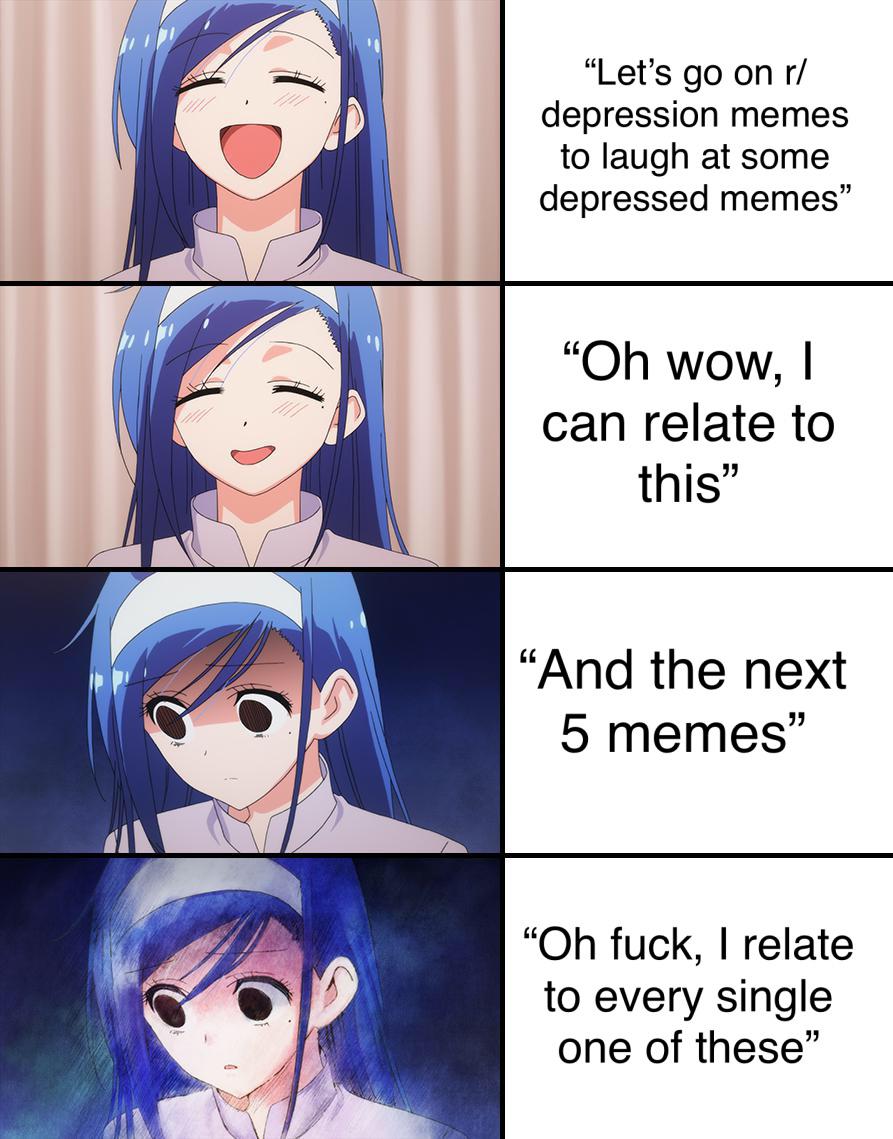 “Let’s go on r/
depression memes
to laugh at some
depressed memes”
“Oh wow, I
can relate to
this”
“And the next
5 memes”
“Oh fuck, I relate
to every single
one of these”